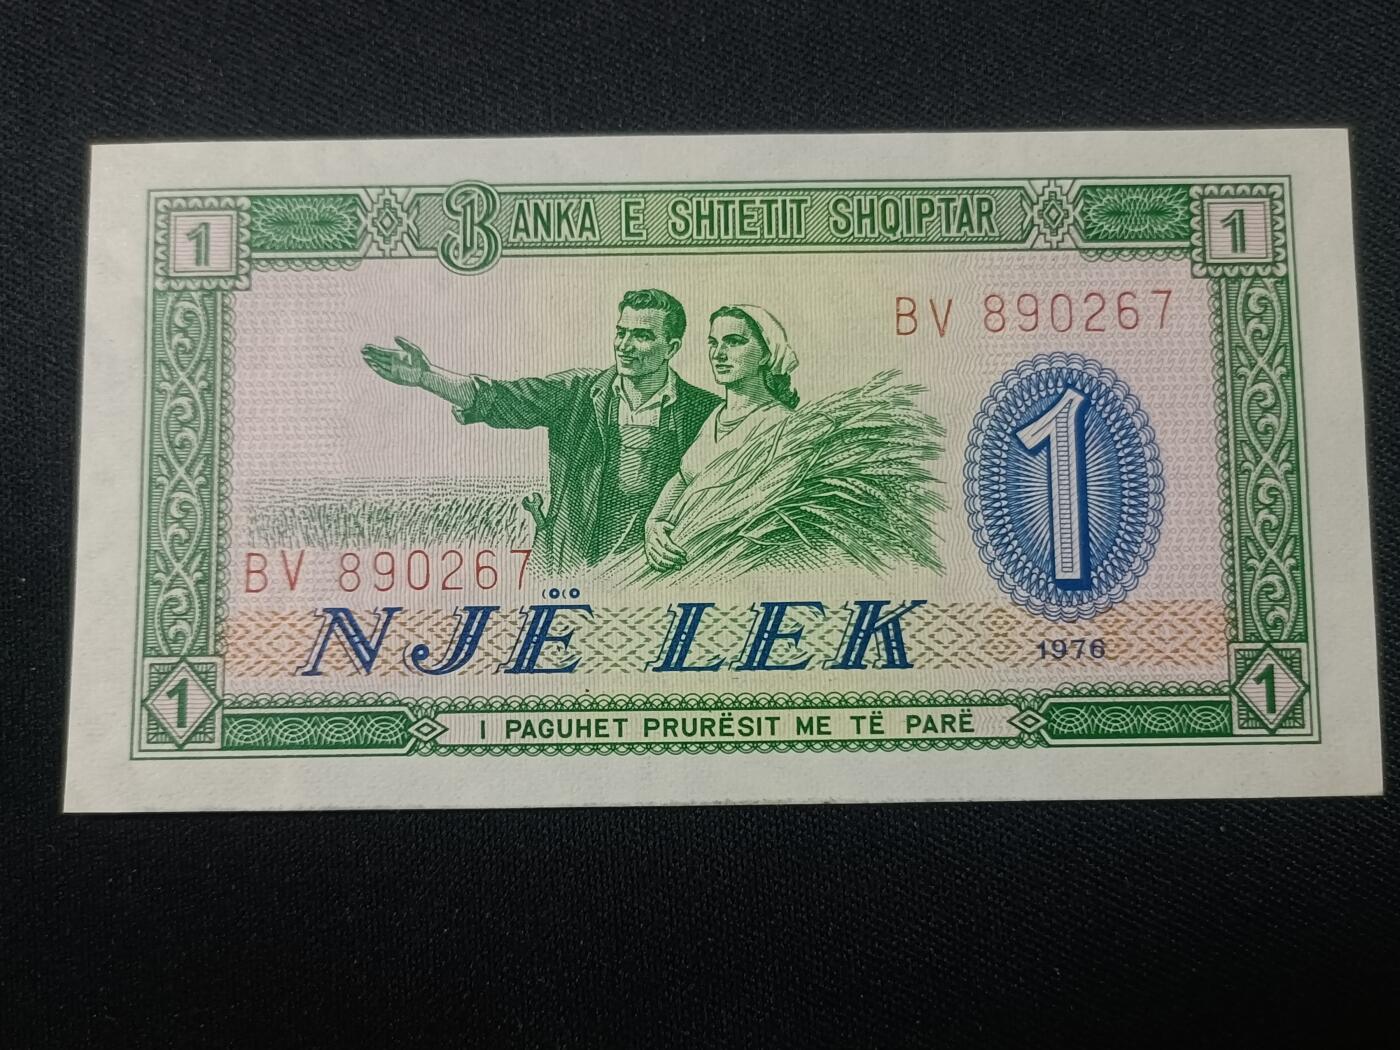 1 BANKA E SHTETIT SHQIPTAR 1
BV 890267
1
BV 890267
NJË LEK
1976
1 I PAGUHET PRURËSIT ME TË PARË 1